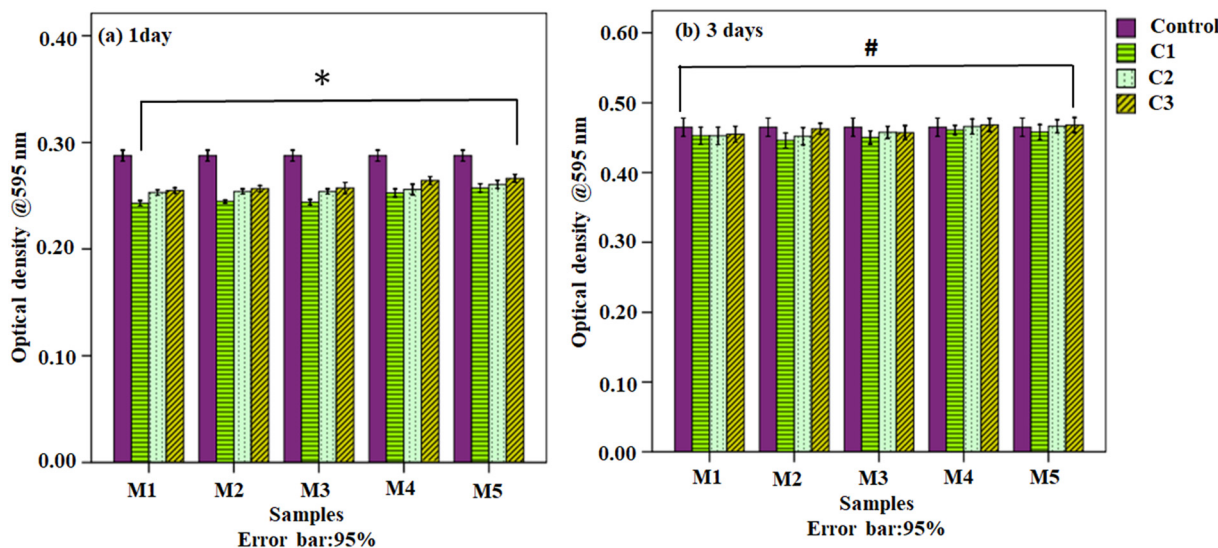 (a) 1day
*
Optical density @595 nm
0.40
0.30
0.20
0.10
0.00
M1 M2 M3 M4 M5
Samples
Error bar:95%
(b) 3 days
#
Optical density @595 nm
0.60
0.50
0.40
0.30
0.20
0.10
0.00
M1 M2 M3 M4 M5
Samples
Error bar:95%
Control
C1
C2
C3